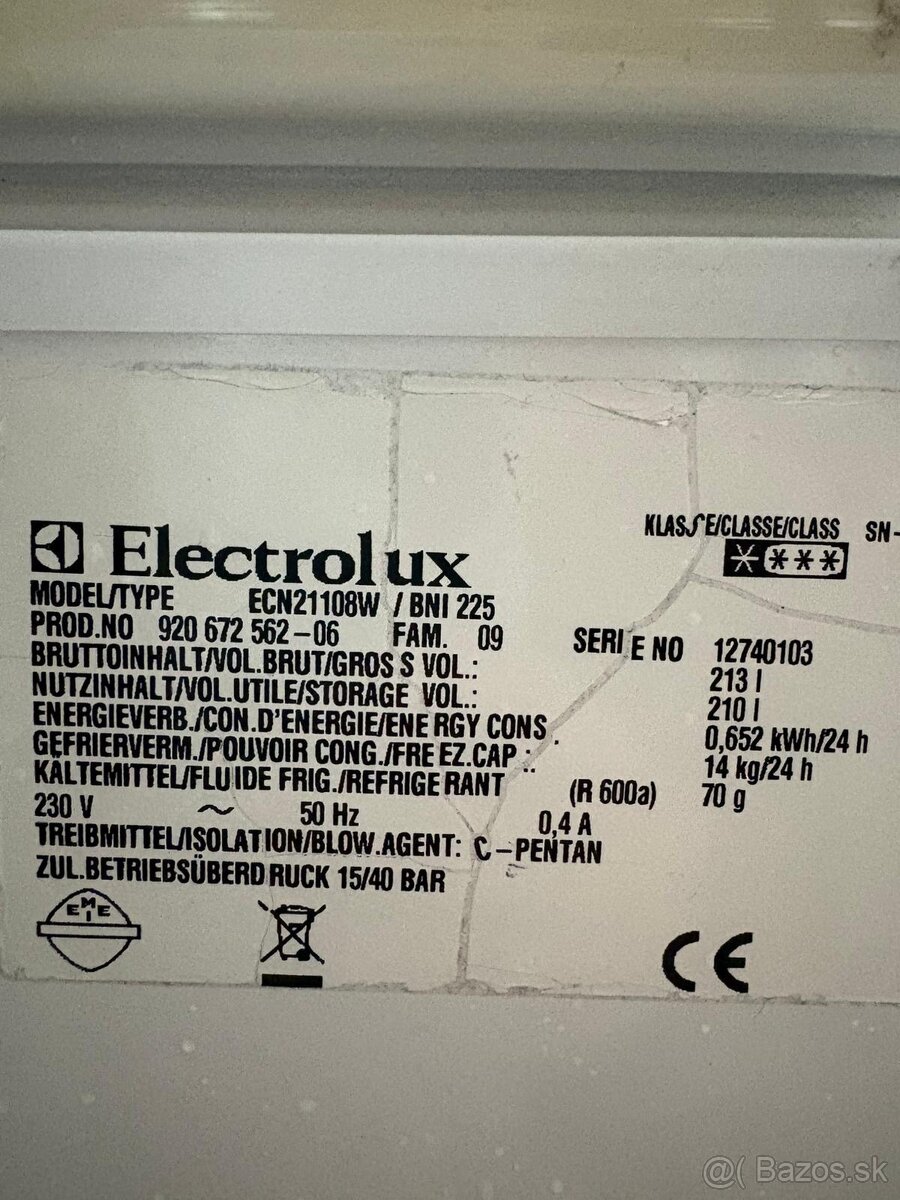 Electrolux
KLASSE/CLASSE/CLASS SN-
****
MODEL/TYPE ECN21108W / BNI 225
PROD.NO 920 672 562-06 FAM. 09 SERIE NO 12740103
BRUTTOINHALT/VOL.BRUT/GROSS VOL.: 213 l
NUTZINHALT/VOL.UTILE/STORAGE VOL.: 210 l
ENERGIEVERB./CON.D'ENERGIE/ENERGY CONS. 0,652 kWh/24 h
GEFRIERVERM./POUVOIR CONG./FREEZ.CAP.: 14 kg/24 h
KÄLTEMITTEL/FLUIDE FRIG./REFRIGERANT (R 600a) 70 g
230 V ~ 50 Hz 0,4 A
TREIBMITTEL/ISOLATION/BLOW.AGENT: C-PENTAN
ZUL.BETRIEBSÜBERDRUCK 15/40 BAR
EMEI
CE
@( Bazos.sk